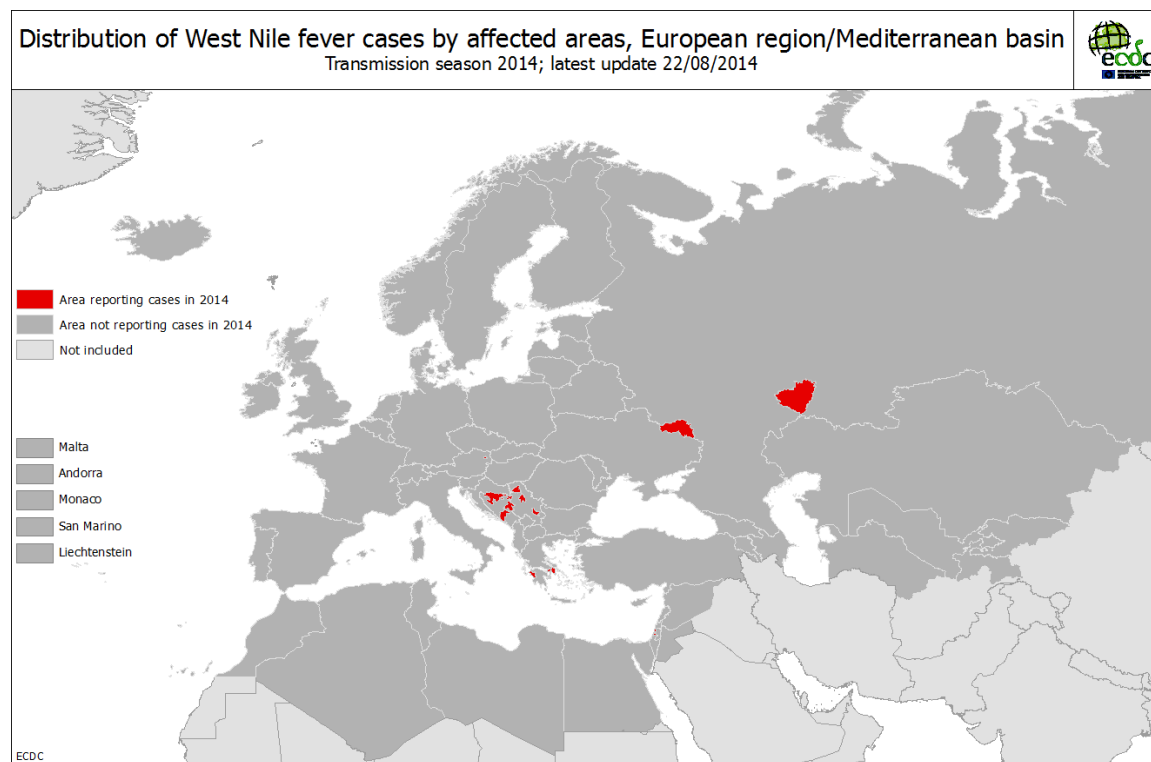 Distribution of West Nile fever cases by affected areas, European region/Mediterranean basin
Transmission season 2014; latest update 22/08/2014
ecdc
Area reporting cases in 2014
Area not reporting cases in 2014
Not included
Malta
Andorra
Monaco
San Marino
Liechtenstein
ECDC